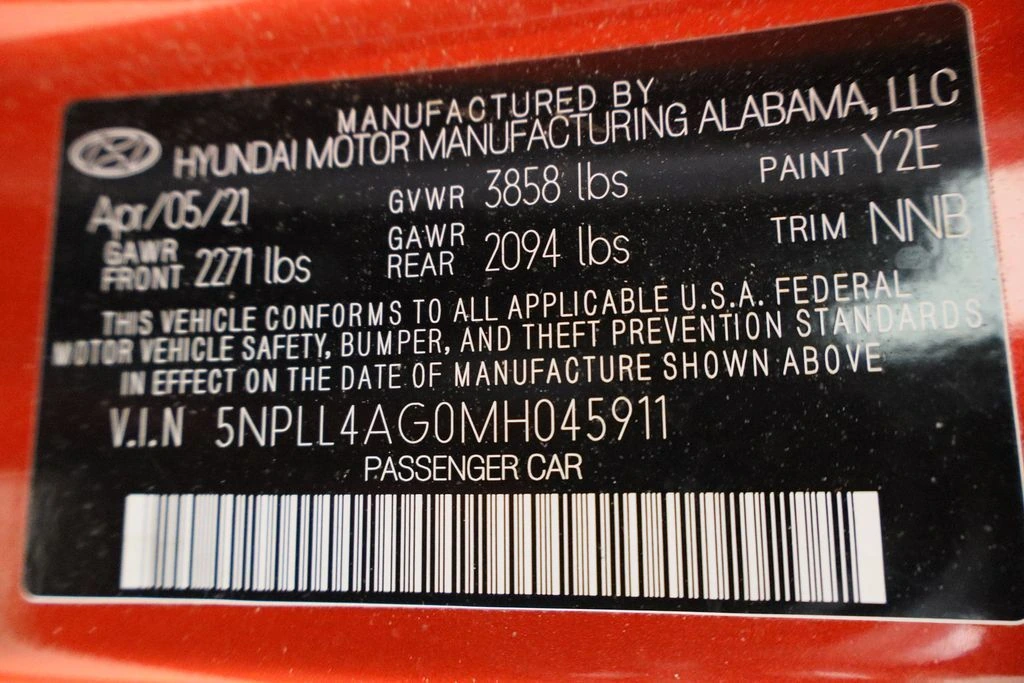 MANUFACTURED BY
HYUNDAI MOTOR MANUFACTURING ALABAMA, LLC
Apr/05/21 GVWR 3858 lbs PAINT Y2E
GAWR FRONT 2271 lbs GAWR REAR 2094 lbs TRIM NNB
THIS VEHICLE CONFORMS TO ALL APPLICABLE U.S.A. FEDERAL
MOTOR VEHICLE SAFETY, BUMPER, AND THEFT PREVENTION STANDARDS
IN EFFECT ON THE DATE OF MANUFACTURE SHOWN ABOVE
V.I.N 5NPLL4AG0MH045911
PASSENGER CAR